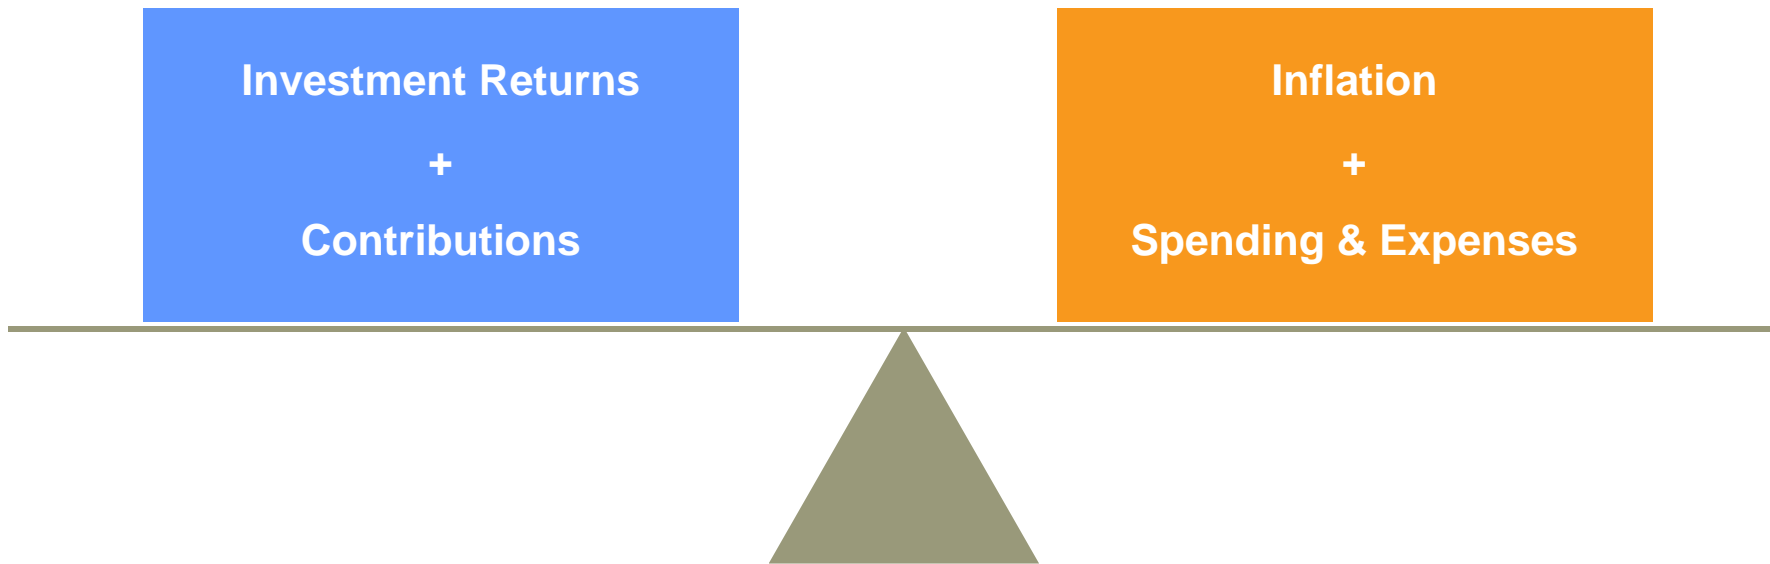 Investment Returns
+
Contributions
Inflation
+
Spending & Expenses